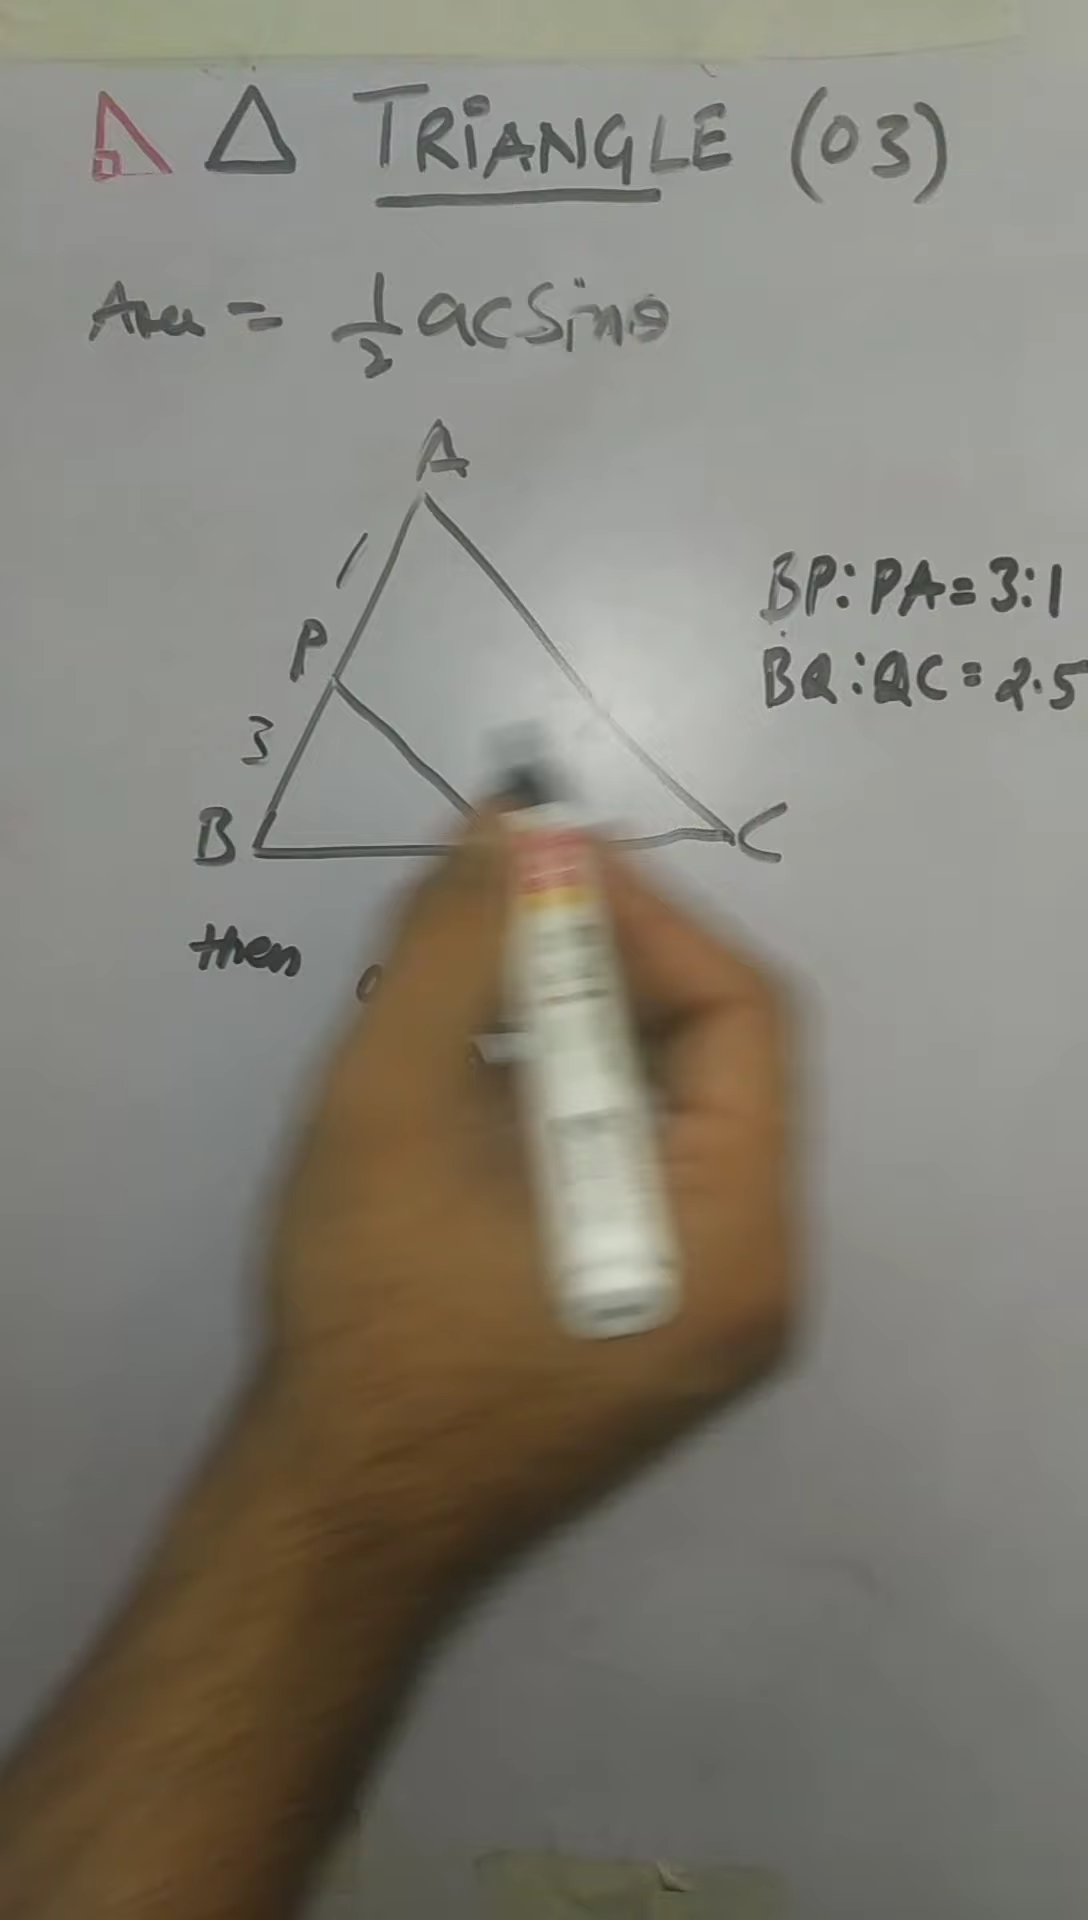 TRiANGLE (03)
Area = 1/2 acSinθ
A
1
P
BP:PA=3:1
BQ:QC=2.5
3
B
C
then